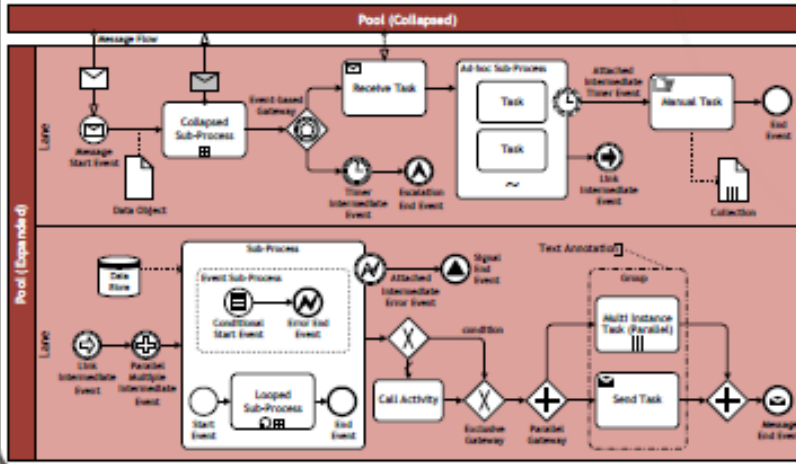 Pool (Collapsed)
Message Flow
Pool (Expanded)
Lane
Message
Start Event
Collapsed
Sub-Process
Data Object
Event-based
Gateway
Receive Task
Timer
Intermediate
Event
Escalation
End Event
Ad-hoc Sub-Process
Task
Task
~
Attached
Intermediate
Timer Event
Link
Intermediate
Event
Manual Task
Collection
End
Event
Lane
Data
Store
Link
Intermediate
Event
Parallel
Multiple
Intermediate
Event
Sub-Process
Event Sub-Process
Conditional
Start Event
Error End
Event
Start
Event
Looped
Sub-Process
End
Event
Attached
Intermediate
Error Event
Signal
End
Event
condition
Call Activity
Exclusive
Gateway
Parallel
Gateway
Text Annotation
Group
Multi Instance
Task (Parallel)
Send Task
Message
End Event